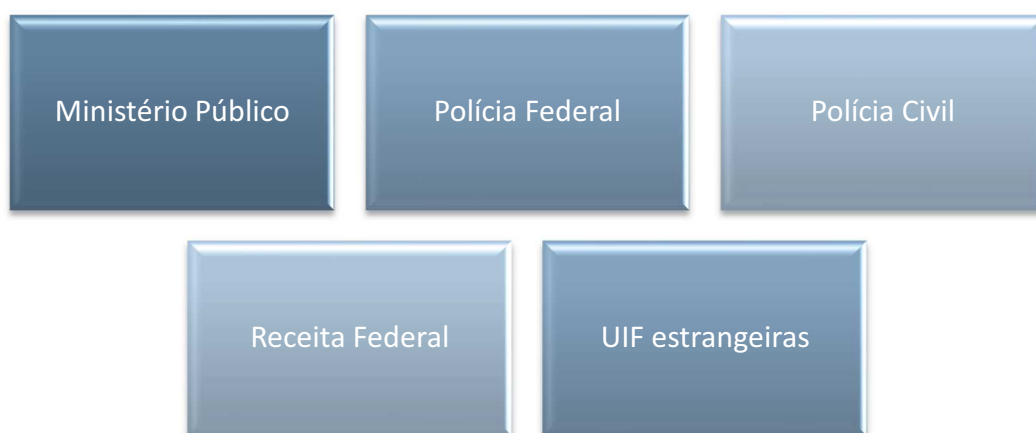 Ministério Público
Polícia Federal
Polícia Civil
Receita Federal
UIF estrangeiras